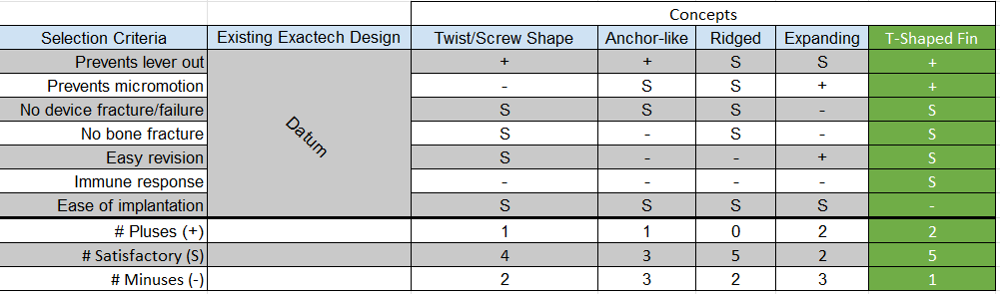 Concepts
Selection Criteria Existing Exactech Design Twist/Screw Shape Anchor-like Ridged Expanding T-Shaped Fin
Prevents lever out + + S S +
Prevents micromotion - S S + +
No device fracture/failure S S S - S
No bone fracture S - S - S
Easy revision S - - + S
Immune response - - - - S
Ease of implantation S S S S -
Datum
# Pluses (+) 1 1 0 2 2
# Satisfactory (S) 4 3 5 2 5
# Minuses (-) 2 3 2 3 1